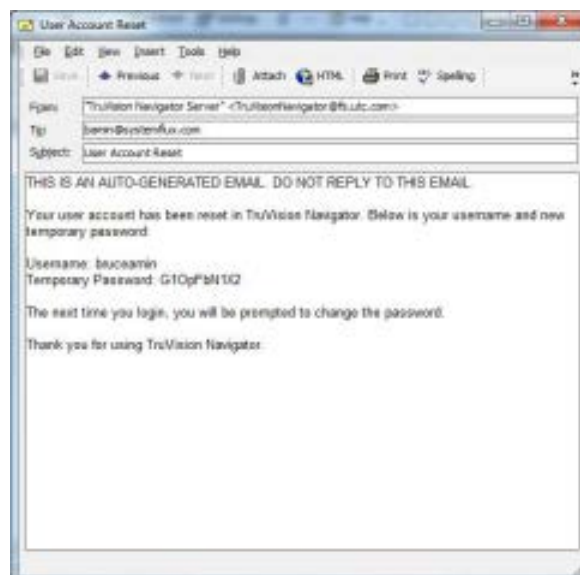 User Account Reset
File Edit View Insert Tools Help
Save Previous Next Attach HTML Print Spelling
From: "TruVision Navigator Server" <TruVisionNavigator@fs.utc.com>
To:
Subject: User Account Reset
THIS IS AN AUTO-GENERATED EMAIL. DO NOT REPLY TO THIS EMAIL.
Your user account has been reset in TruVision Navigator. Below is your username and new
temporary password:
Username: bruceamin
Temporary Password:
The next time you login, you will be prompted to change the password.
Thank you for using TruVision Navigator.